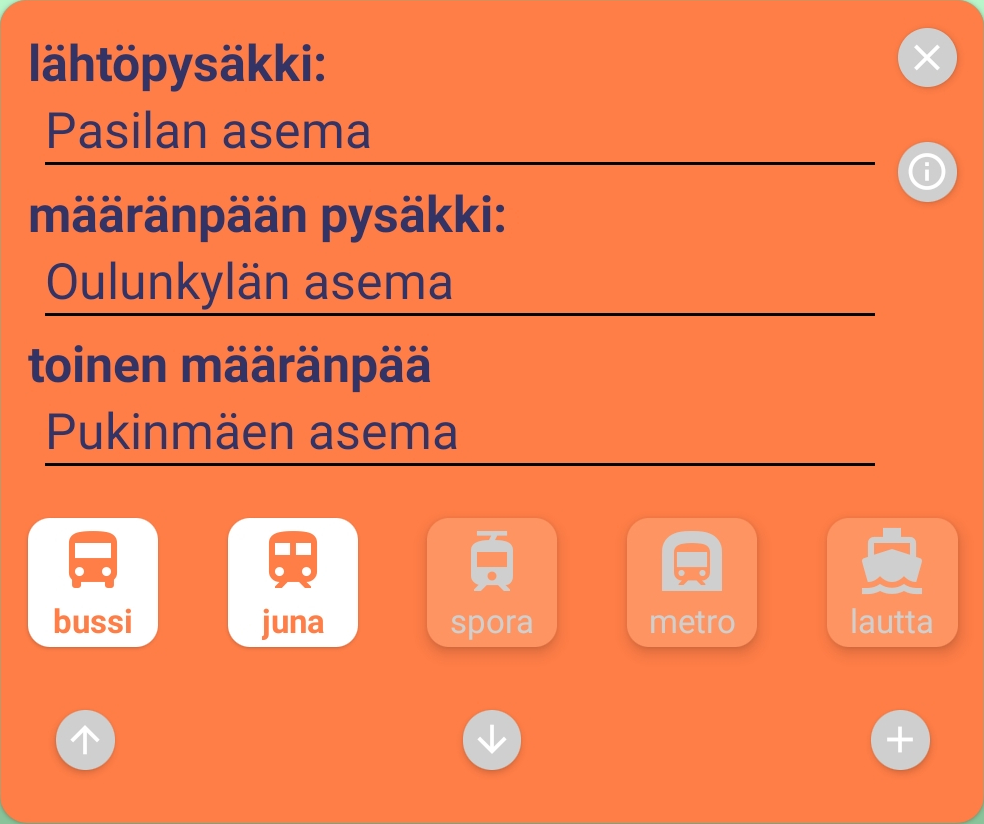 lähtöpysäkki:
Pasilan asema
määränpään pysäkki:
Oulunkylän asema
toinen määränpää
Pukinmäen asema
bussi juna spora metro lautta